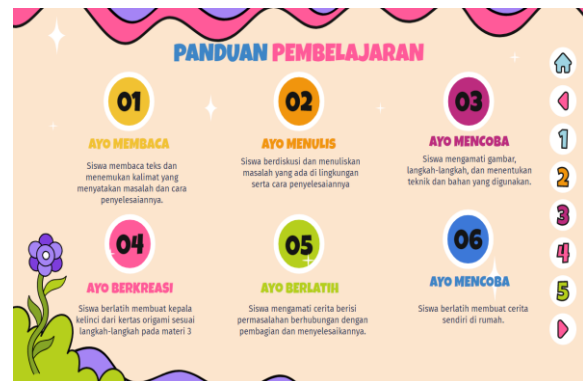 PANDUAN PEMBELAJARAN
01
AYO MEMBACA
Siswa membaca teks dan
menemukan kalimat yang
menyatakan masalah dan cara
penyelesaiannya.
02
AYO MENULIS
Siswa berdiskusi dan menuliskan
masalah yang ada di lingkungan
serta cara penyelesaiannya
03
AYO MENCOBA
Siswa mengamati gambar,
langkah-langkah, dan menentukan
teknik dan bahan yang digunakan.
04
AYO BERKREASI
Siswa berlatih membuat kepala
kelinci dari kertas origami sesuai
langkah-langkah pada materi 3
05
AYO BERLATIH
Siswa mengamati cerita berisi
permasalahan berhubungan dengan
pembagian dan menyelesaikannya.
06
AYO MENCOBA
Siswa berlatih membuat cerita
sendiri di rumah.
1
2
3
4
5